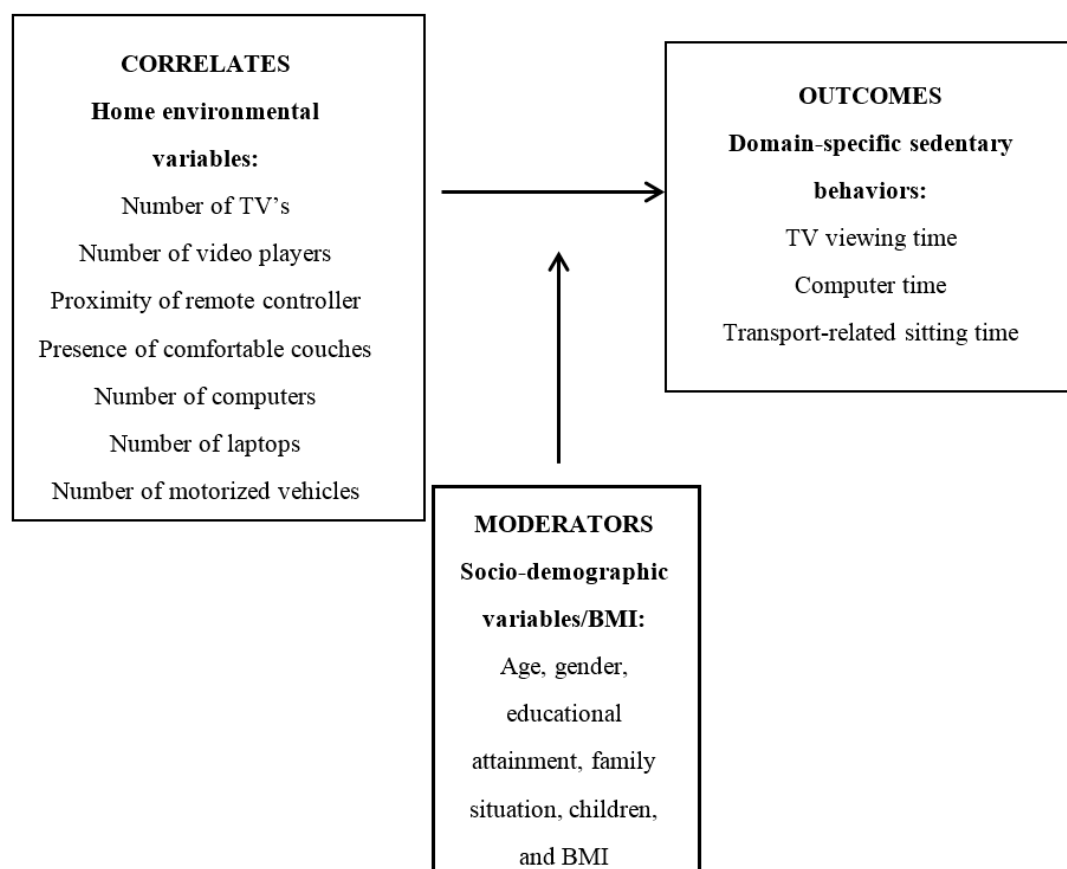 CORRELATES
Home environmental
variables:
Number of TV’s
Number of video players
Proximity of remote controller
Presence of comfortable couches
Number of computers
Number of laptops
Number of motorized vehicles
OUTCOMES
Domain-specific sedentary
behaviors:
TV viewing time
Computer time
Transport-related sitting time
MODERATORS
Socio-demographic
variables/BMI:
Age, gender,
educational
attainment, family
situation, children,
and BMI